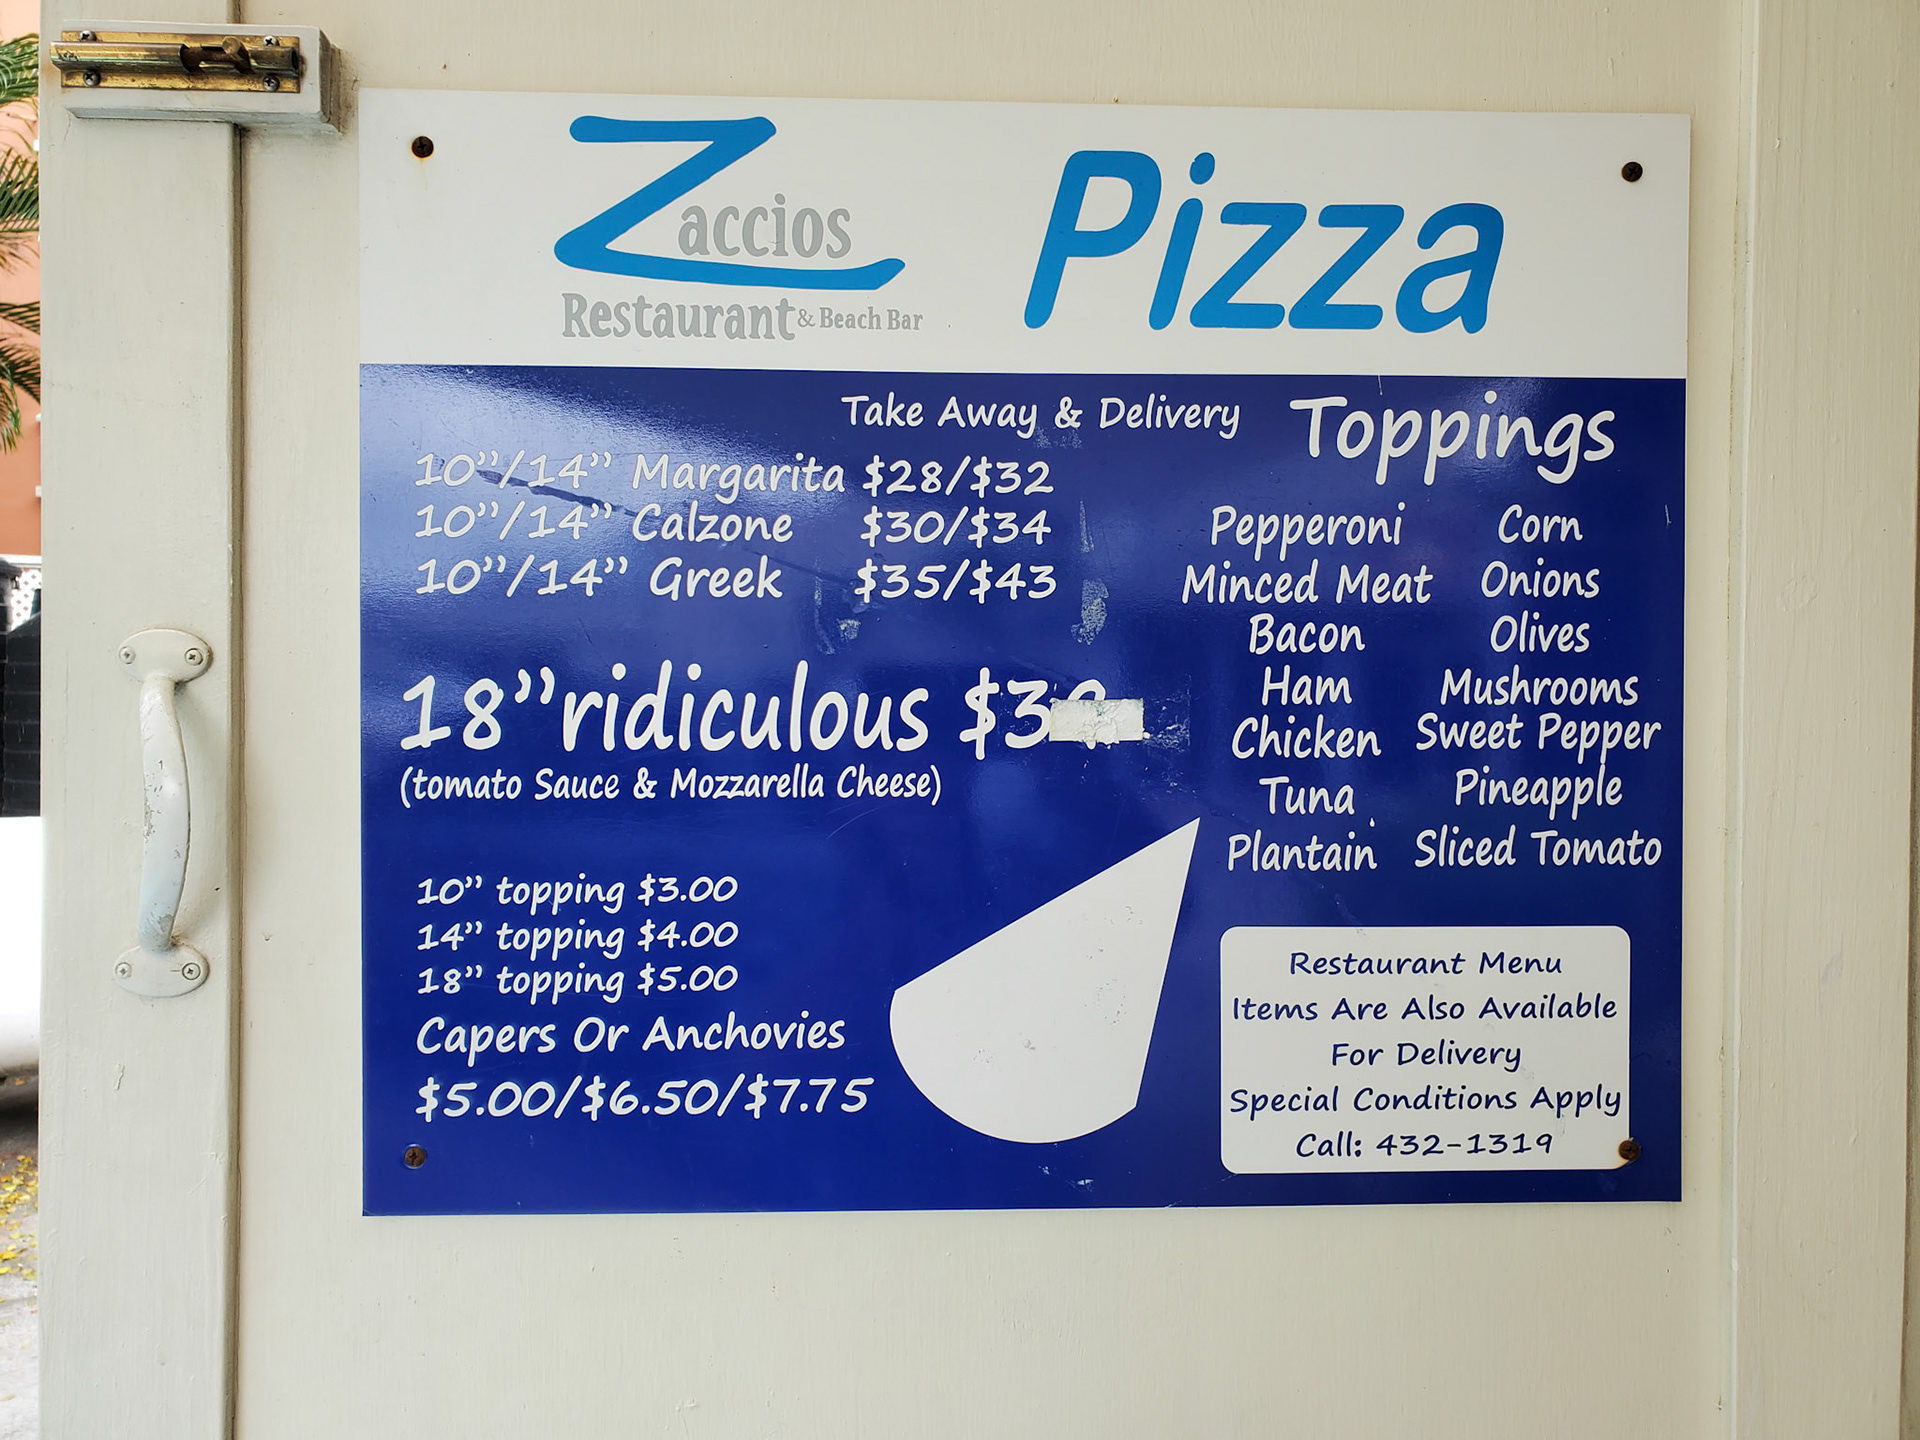 Zaccios
Restaurant & Beach Bar
Pizza
Take Away & Delivery
10”/14” Margarita $28/$32
10”/14” Calzone $30/$34
10”/14” Greek $35/$43
18”ridiculous
(tomato Sauce & Mozzarella Cheese)
10” topping $3.00
14” topping $4.00
18” topping $5.00
Capers Or Anchovies
$5.00/$6.50/$7.75
Toppings
Pepperoni Corn
Minced Meat Onions
Bacon Olives
Ham Mushrooms
Chicken Sweet Pepper
Tuna Pineapple
Plantain Sliced Tomato
Restaurant Menu
Items Are Also Available
For Delivery
Special Conditions Apply
Call: 432-1319